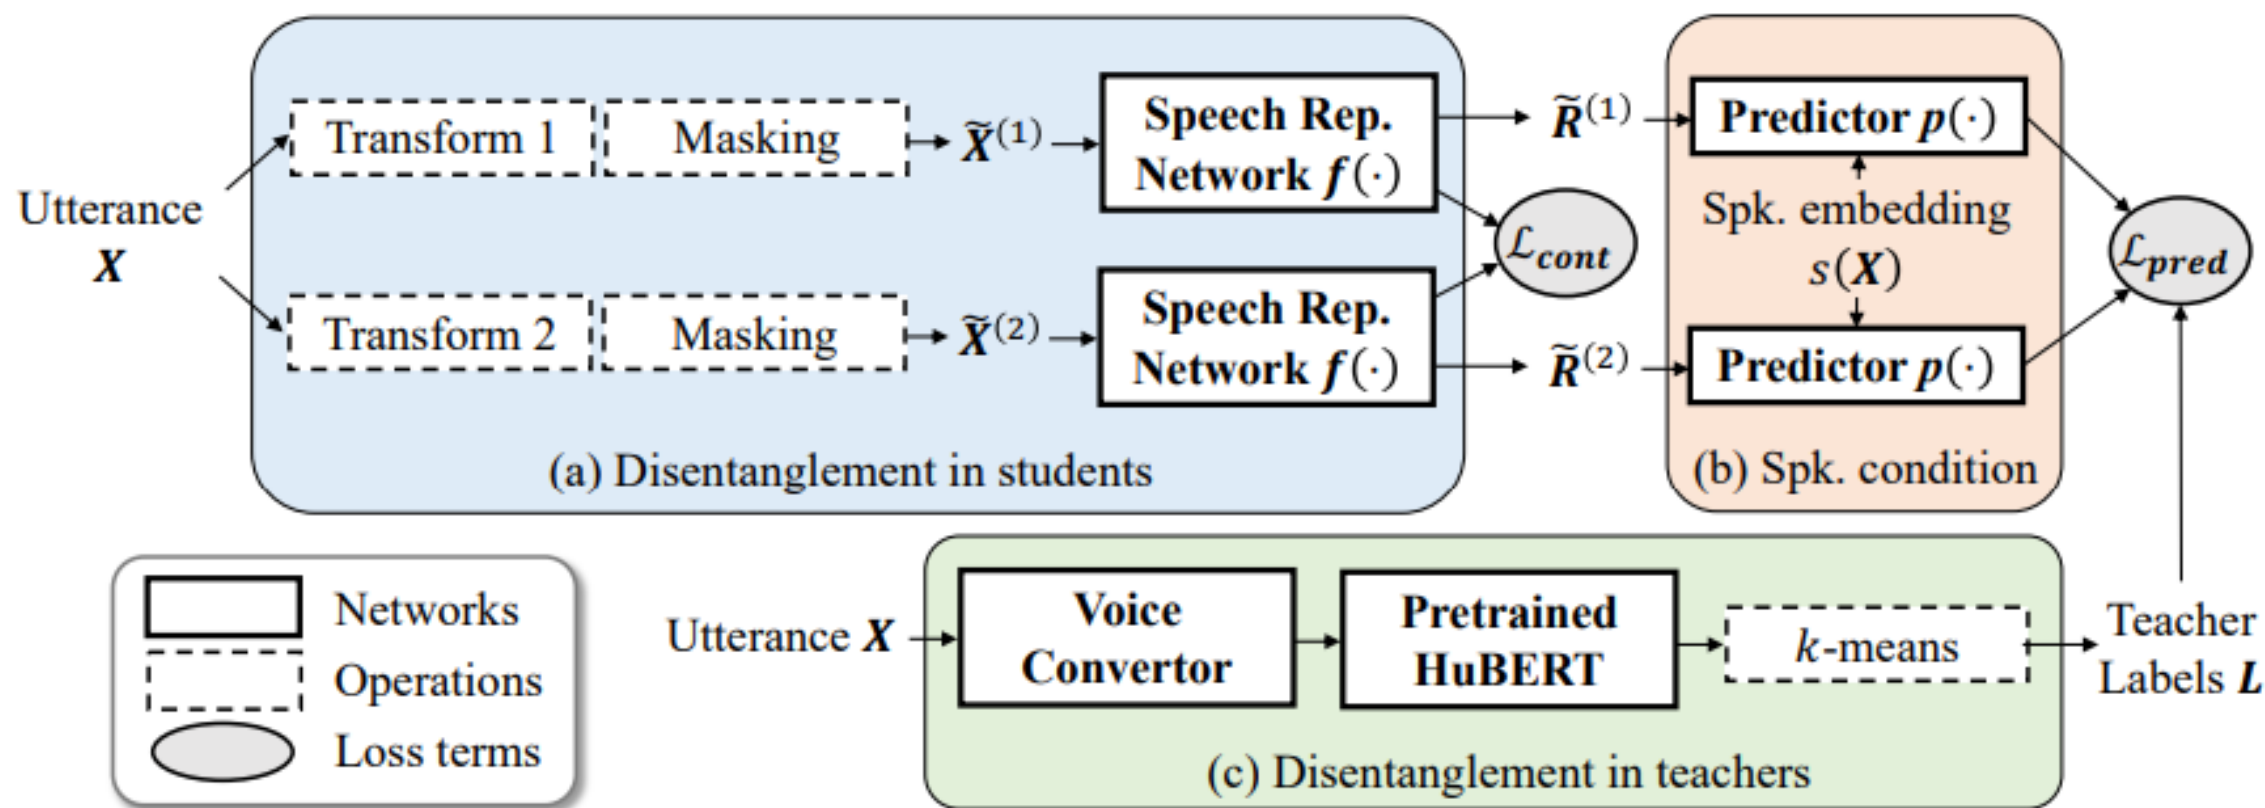 Utterance
X
Transform 1
Masking
X̃⁽¹⁾
Speech Rep.
Network f(·)
R̃⁽¹⁾
Predictor p(·)
Transform 2
Masking
X̃⁽²⁾
Speech Rep.
Network f(·)
R̃⁽²⁾
Predictor p(·)
ℒcont
Spk. embedding
s(X)
ℒpred
(a) Disentanglement in students
(b) Spk. condition
Networks
Operations
Loss terms
Utterance X
Voice
Convertor
Pretrained
HuBERT
k-means
Teacher
Labels L
(c) Disentanglement in teachers